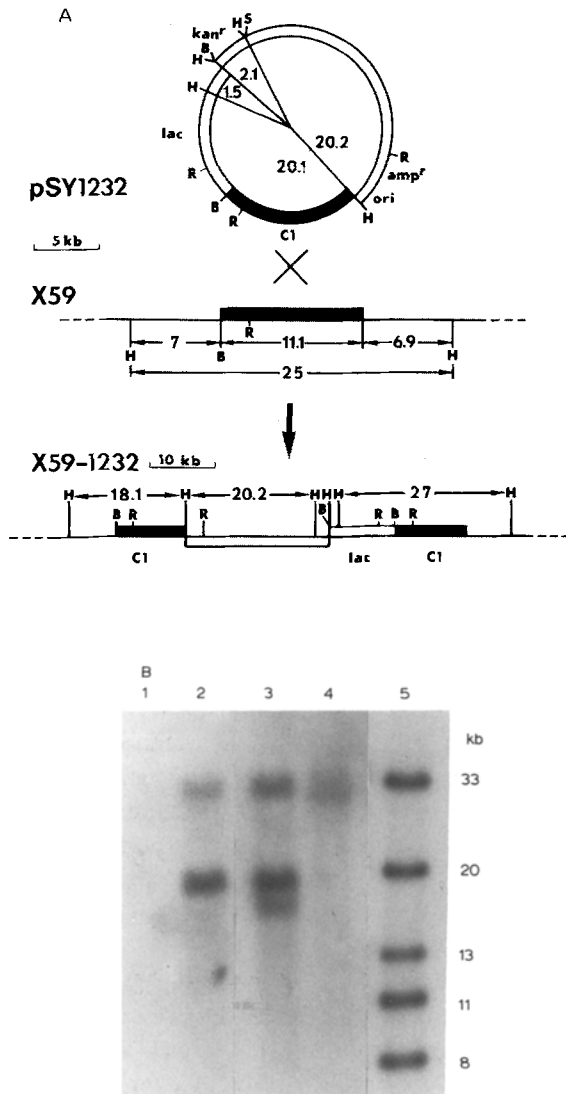 A
H S
kanʳ
B
H
2.1
H
1.5
lac
20.2
20.1
R
R
ampʳ
pSY1232
B
ori
R
H
C1
5 kb
X59
R
7 11.1 6.9
H B H
25
X59-1232 10 kb
H 18.1 H 20.2 H H H 27 H
B R R B R B R
C1 lac C1
B
1 2 3 4 5
kb
33
20
13
11
8